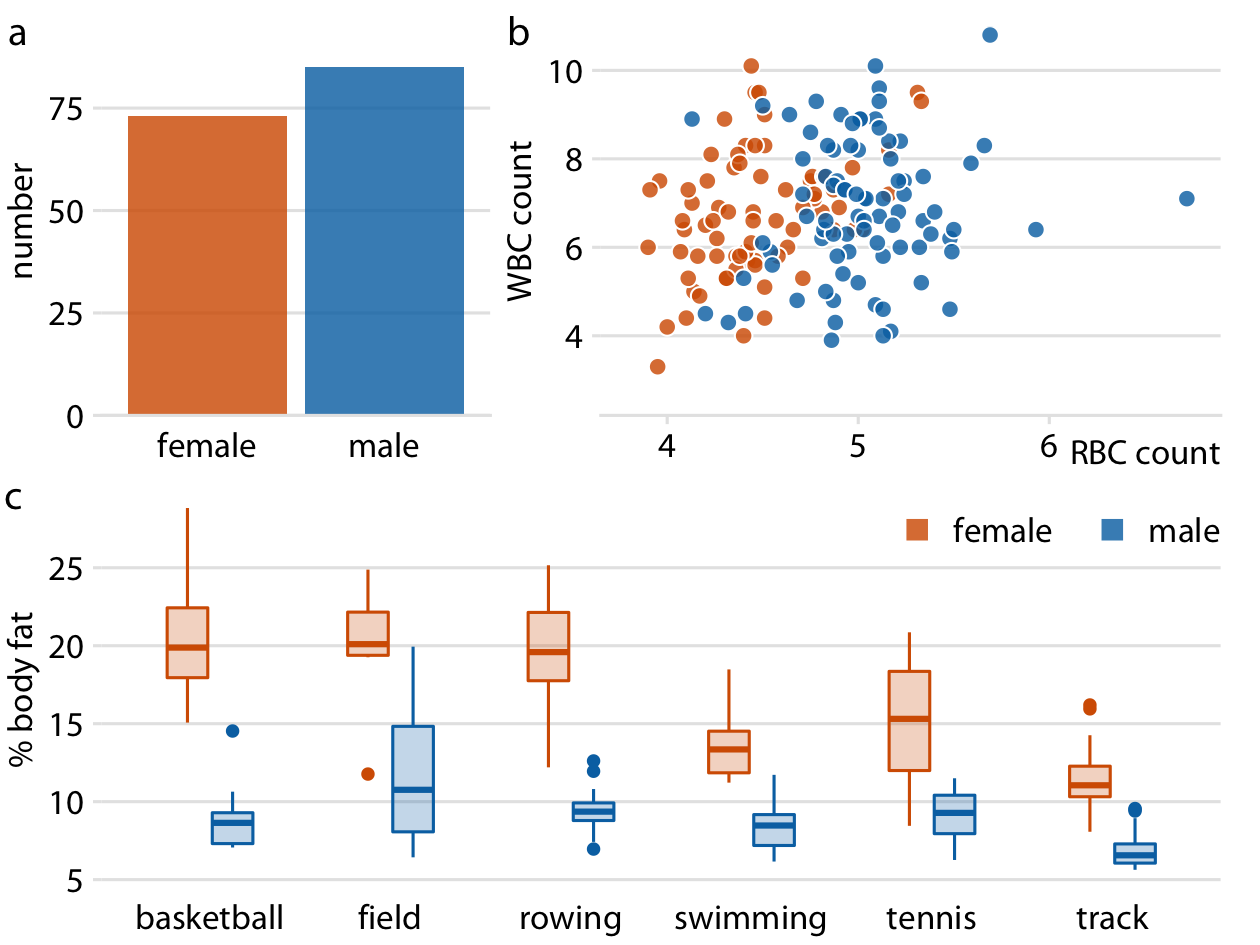 a
number
75
50
25
0
female male
b
WBC count
10
8
6
4
4 5 6 RBC count
c
female male
% body fat
25
20
15
10
5
basketball field rowing swimming tennis track